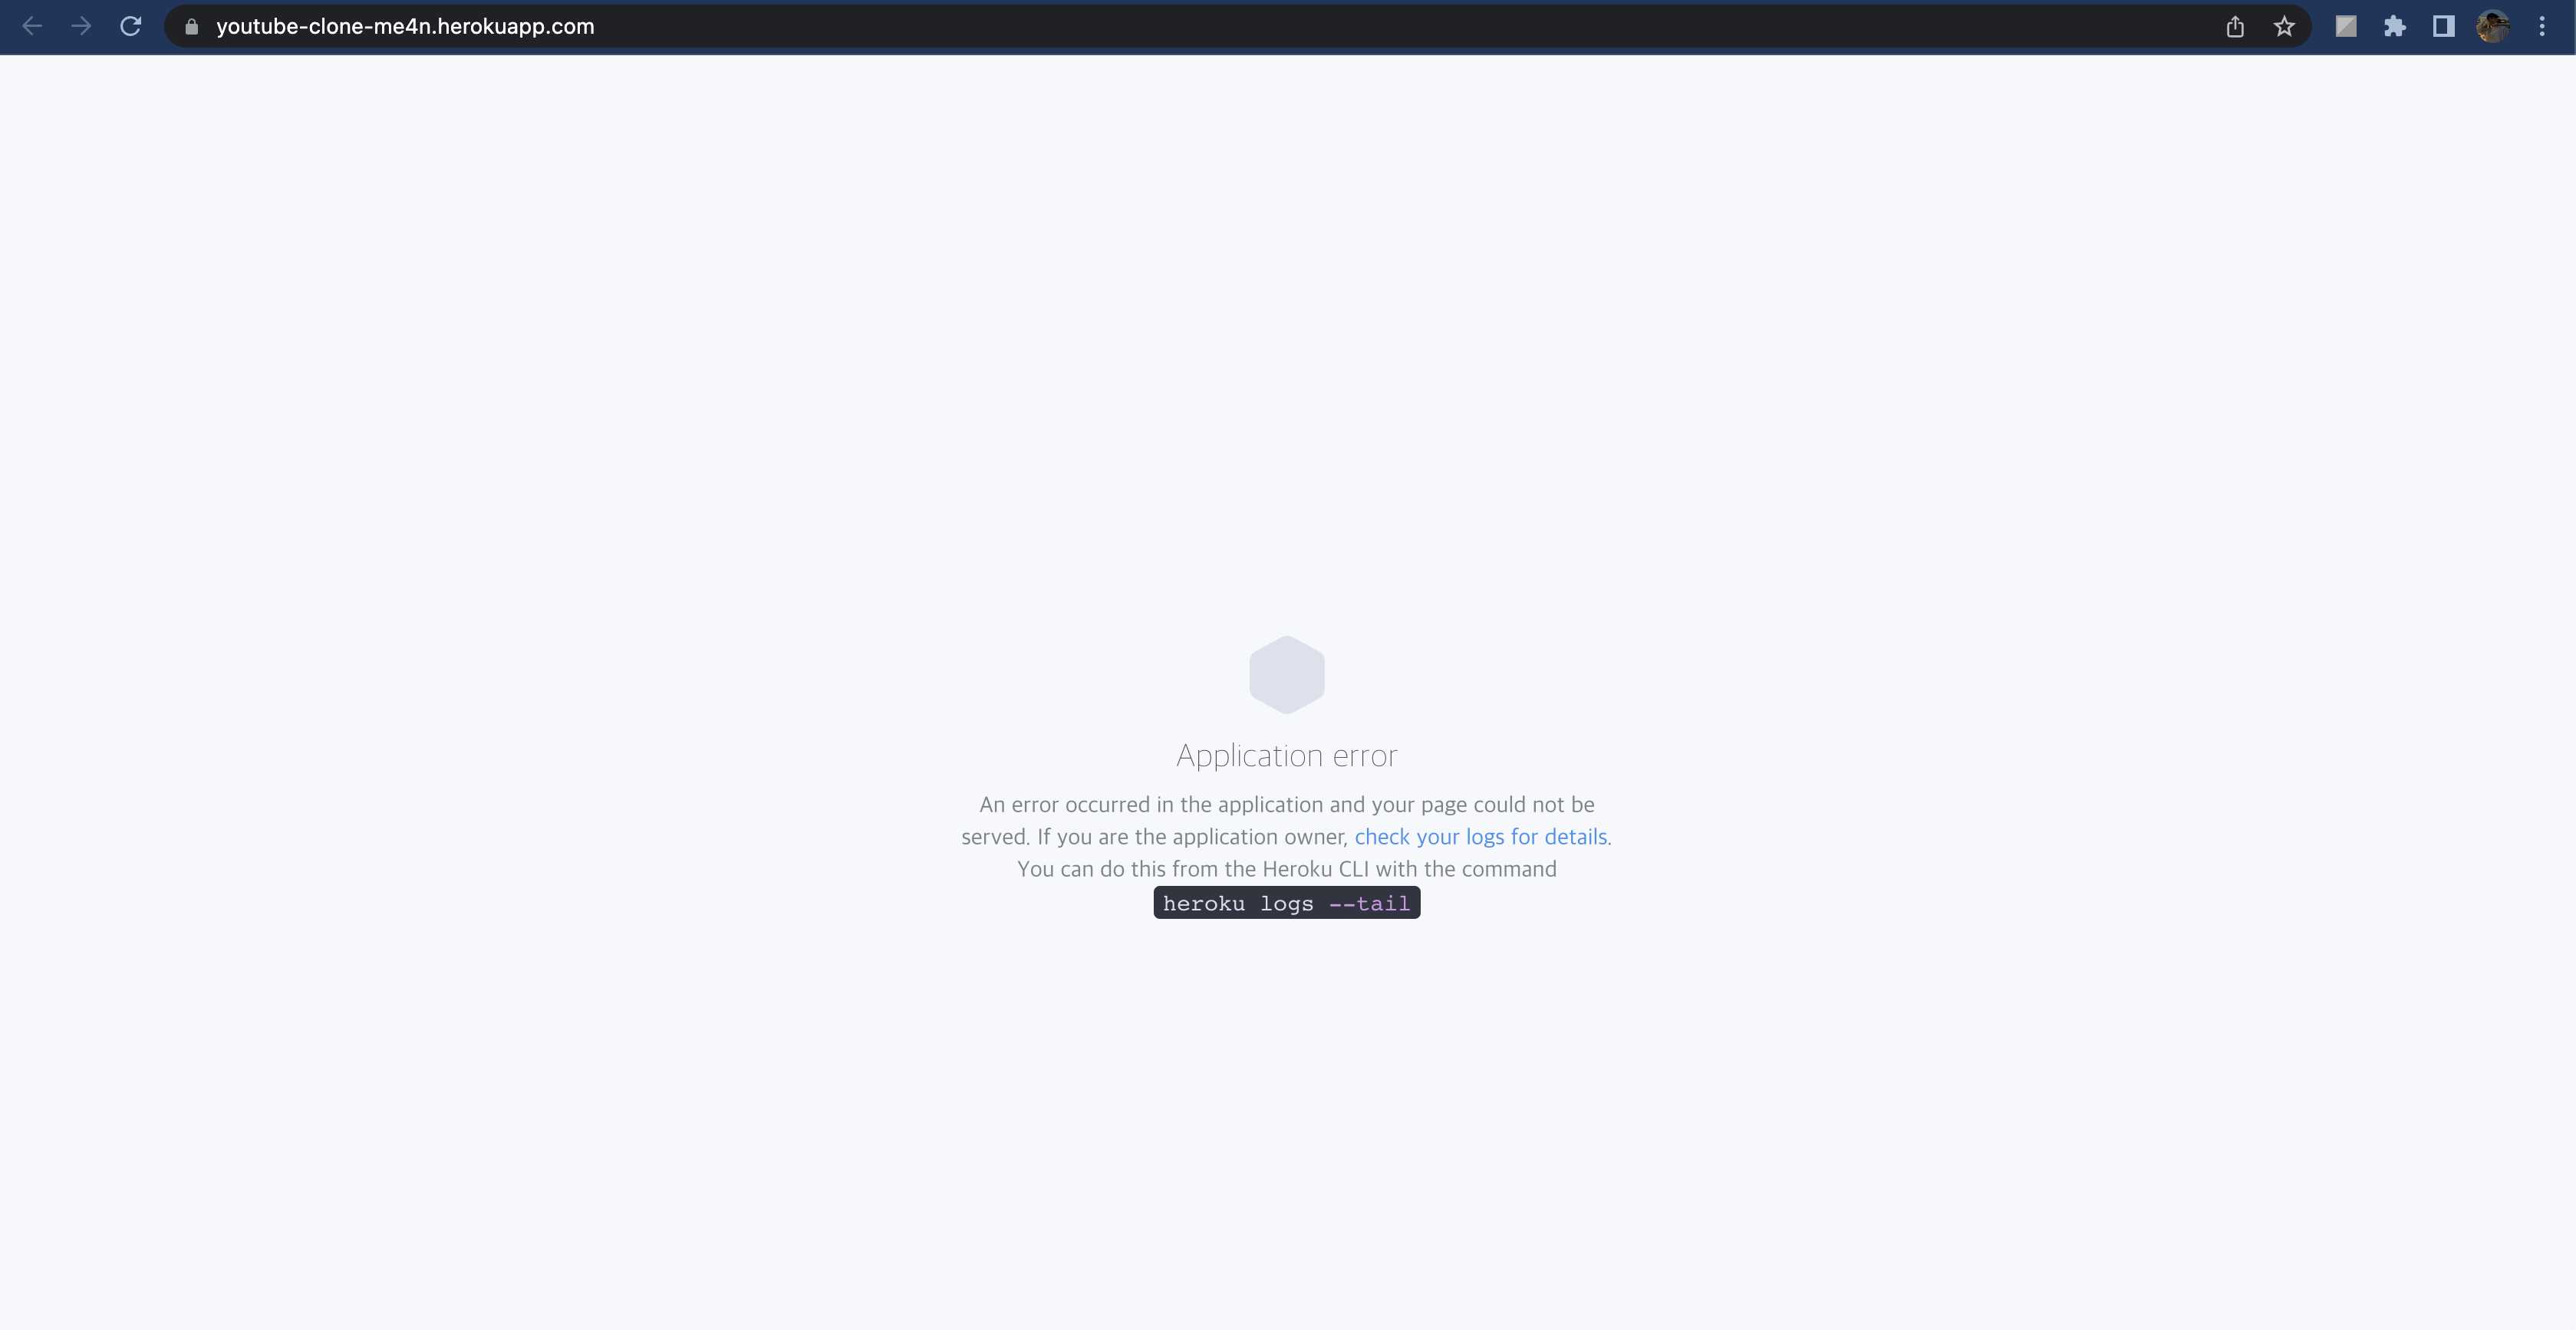 youtube-clone-me4n.herokuapp.com
Application error
An error occurred in the application and your page could not be
served. If you are the application owner, check your logs for details.
You can do this from the Heroku CLI with the command
heroku logs --tail